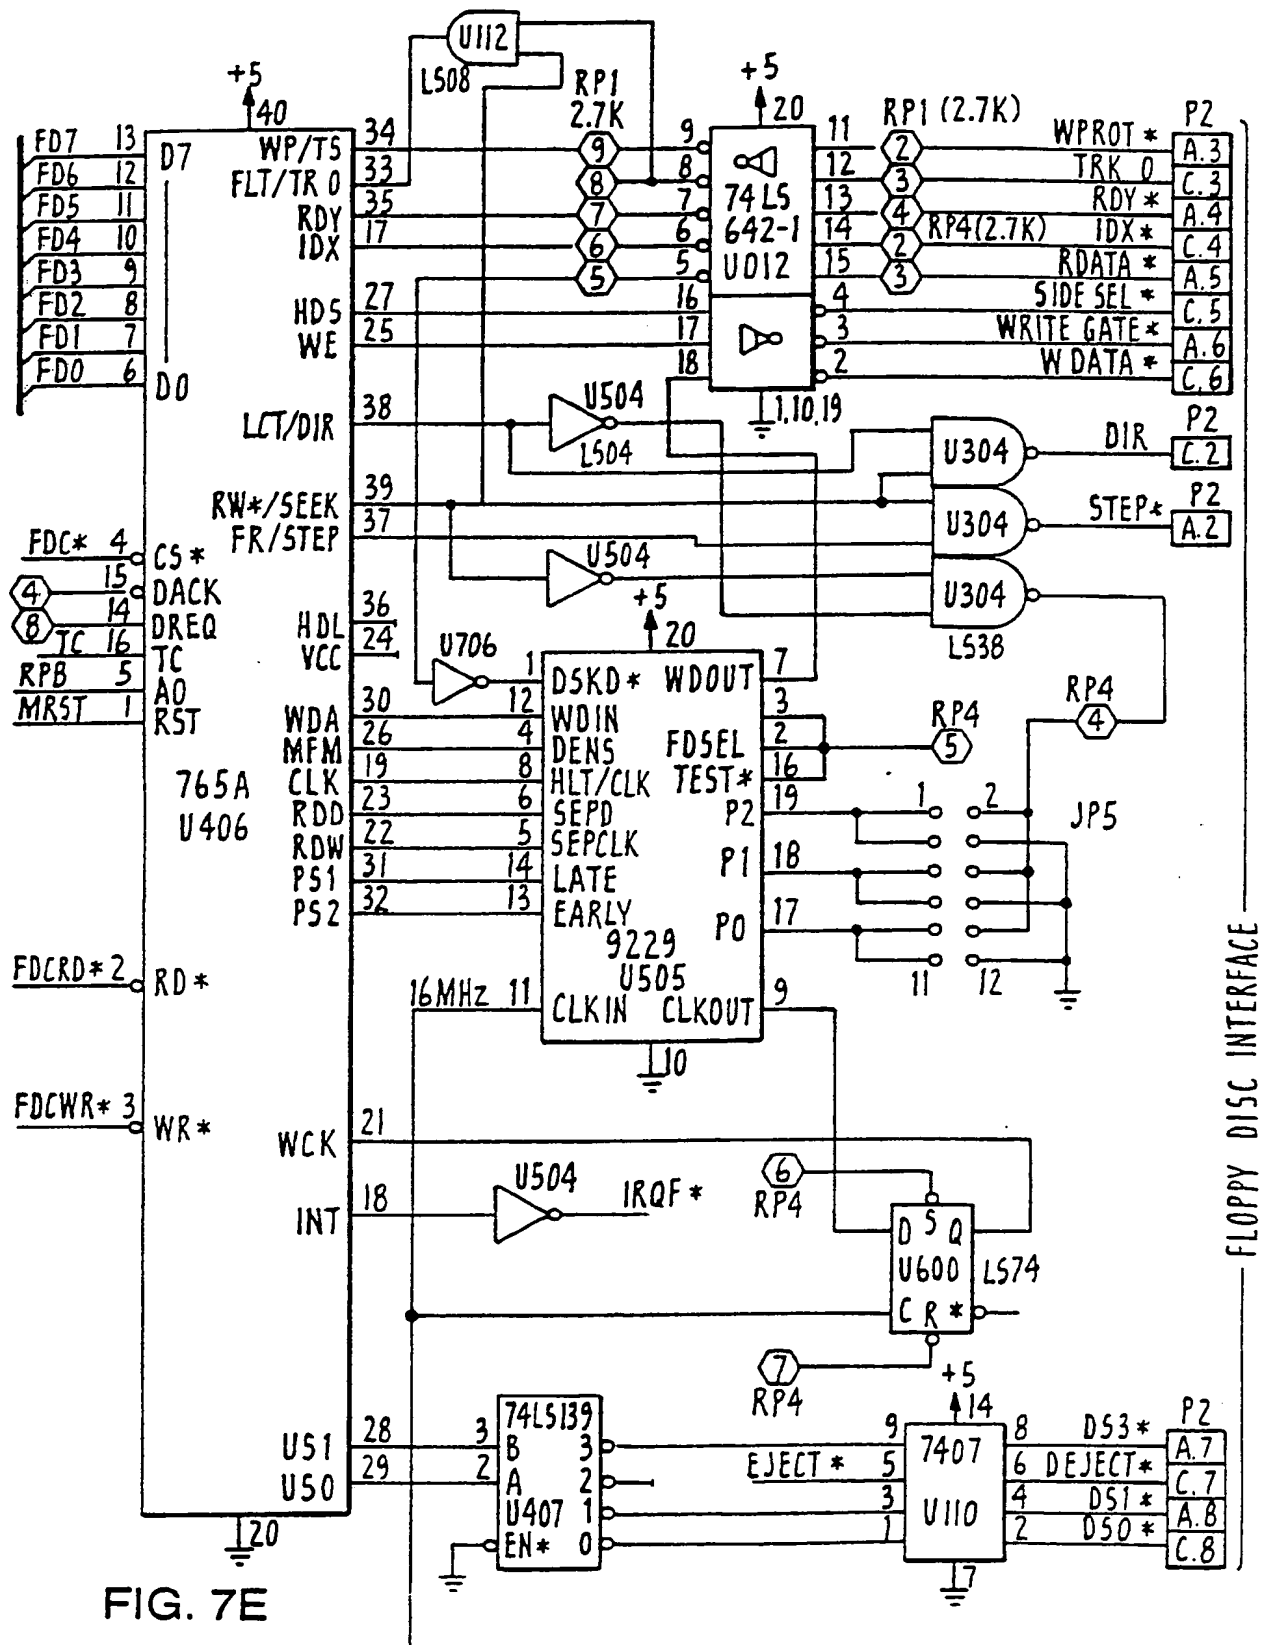 +5
40
U112
LS08
RP1
2.7K
+5
20
RP1 (2.7K)
P2
FD7 13 D7
FD6 12
FD5 11
FD4 10
FD3 9
FD2 8
FD1 7
FD0 6 D0
WP/TS 34 9 9 11 2 WPROT * A.3
FLT/TR 0 33 8 8 12 3 TRK 0 C.3
RDY 35 7 7 13 4 RDY * A.4
IDX 17 6 6 14 2 RP4(2.7K) IDX * C.4
5 5 15 3 RDATA * A.5
74LS
642-1
U012
HDS 27 16 4 SIDE SEL * C.5
WE 25 17 3 WRITE GATE * A.6
18 2 W DATA * C.6
1,10,19
LCT/DIR 38 U504
LS04
U304 DIR C.2
P2
RW*/SEEK 39
FR/STEP 37
U304 STEP* A.2
U504
U304
LS38
FDC* 4 CS *
4 15 DACK
8 14 DREQ
TC 16 TC
RPB 5 A0
MRST 1 RST
HDL 36
VCC 24
U706
+5
20
1 DSKD * WDOUT 7
WDA 30 12 WDIN 3
MFM 26 4 DENS FDSEL 2
CLK 19 8 HLT/CLK TEST* 16
RDD 23 6 SEPD P2 19
RDW 22 5 SEPCLK
PS1 31 14 LATE P1 18
PS2 32 13 EARLY P0 17
RP4
5
RP4
4
1 2
JP5
11 12
765A
U406
9229
U505
16MHz 11 CLKIN CLKOUT 9
10
FDCRD* 2 RD *
FDCWR* 3 WR *
WCK 21
INT 18 U504 IRQF *
6
RP4
D S Q
U600 LS74
C R *
7
RP4
+5
14
P2
74LS139
US1 28 3 B 3 9 7407 8 DS3 * A.7
US0 29 2 A 2 EJECT * 5 6 DEJECT * C.7
U407 1 3 U110 4 DS1 * A.8
EN* 0 1 2 DS0 * C.8
20
7
FLOPPY DISC INTERFACE
FIG. 7E